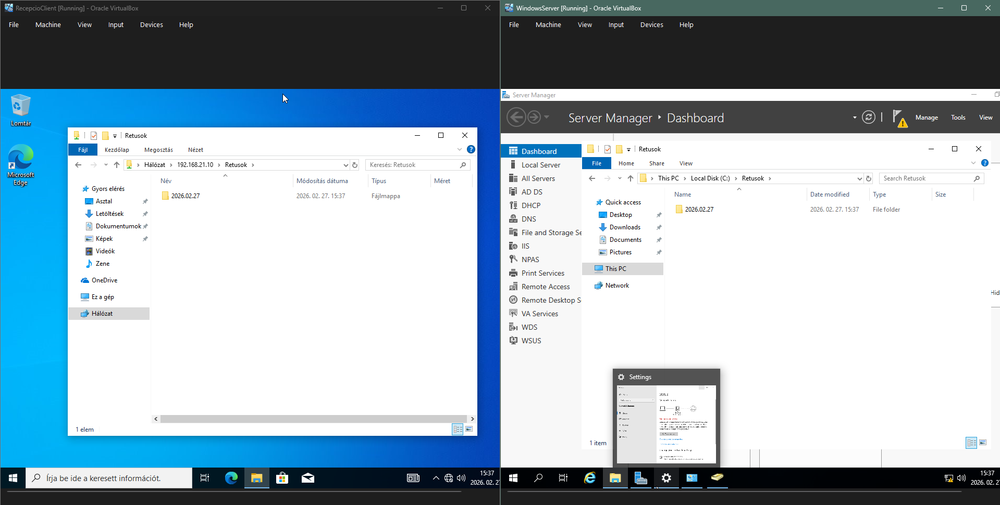 RecepcioClient [Running] - Oracle VirtualBox
File Machine View Input Devices Help
Lomtár
Microsoft
Edge
Retusok
Fájl Kezdőlap Megosztás Nézet
Hálózat 192.168.21.10 Retusok
Keresés: Retusok
Név Módosítás dátuma Típus Méret
2026.02.27 2026. 02. 27. 15:37 Fájlmappa
Gyors elérés
Asztal
Letöltések
Dokumentumok
Képek
Videók
Zene
OneDrive
Ez a gép
Hálózat
1 elem
Írja be ide a keresett információt.
15:37
2026. 02. 2
WindowsServer [Running] - Oracle VirtualBox
File Machine View Input Devices Help
Server Manager
Server Manager Dashboard
Manage Tools View
Dashboard
Local Server
All Servers
AD DS
DHCP
DNS
File and Storage Se
IIS
NPAS
Print Services
Remote Access
Remote Desktop S
VA Services
WDS
WSUS
Retusok
File Home Share View
This PC Local Disk (C:) Retusok
Search Retusok
Name Date modified Type Size
2026.02.27 2026. 02. 27. 15:37 File folder
Quick access
Desktop
Downloads
Documents
Pictures
This PC
Network
1 item
Hid
Settings
Status
15:37
2026. 02. 2